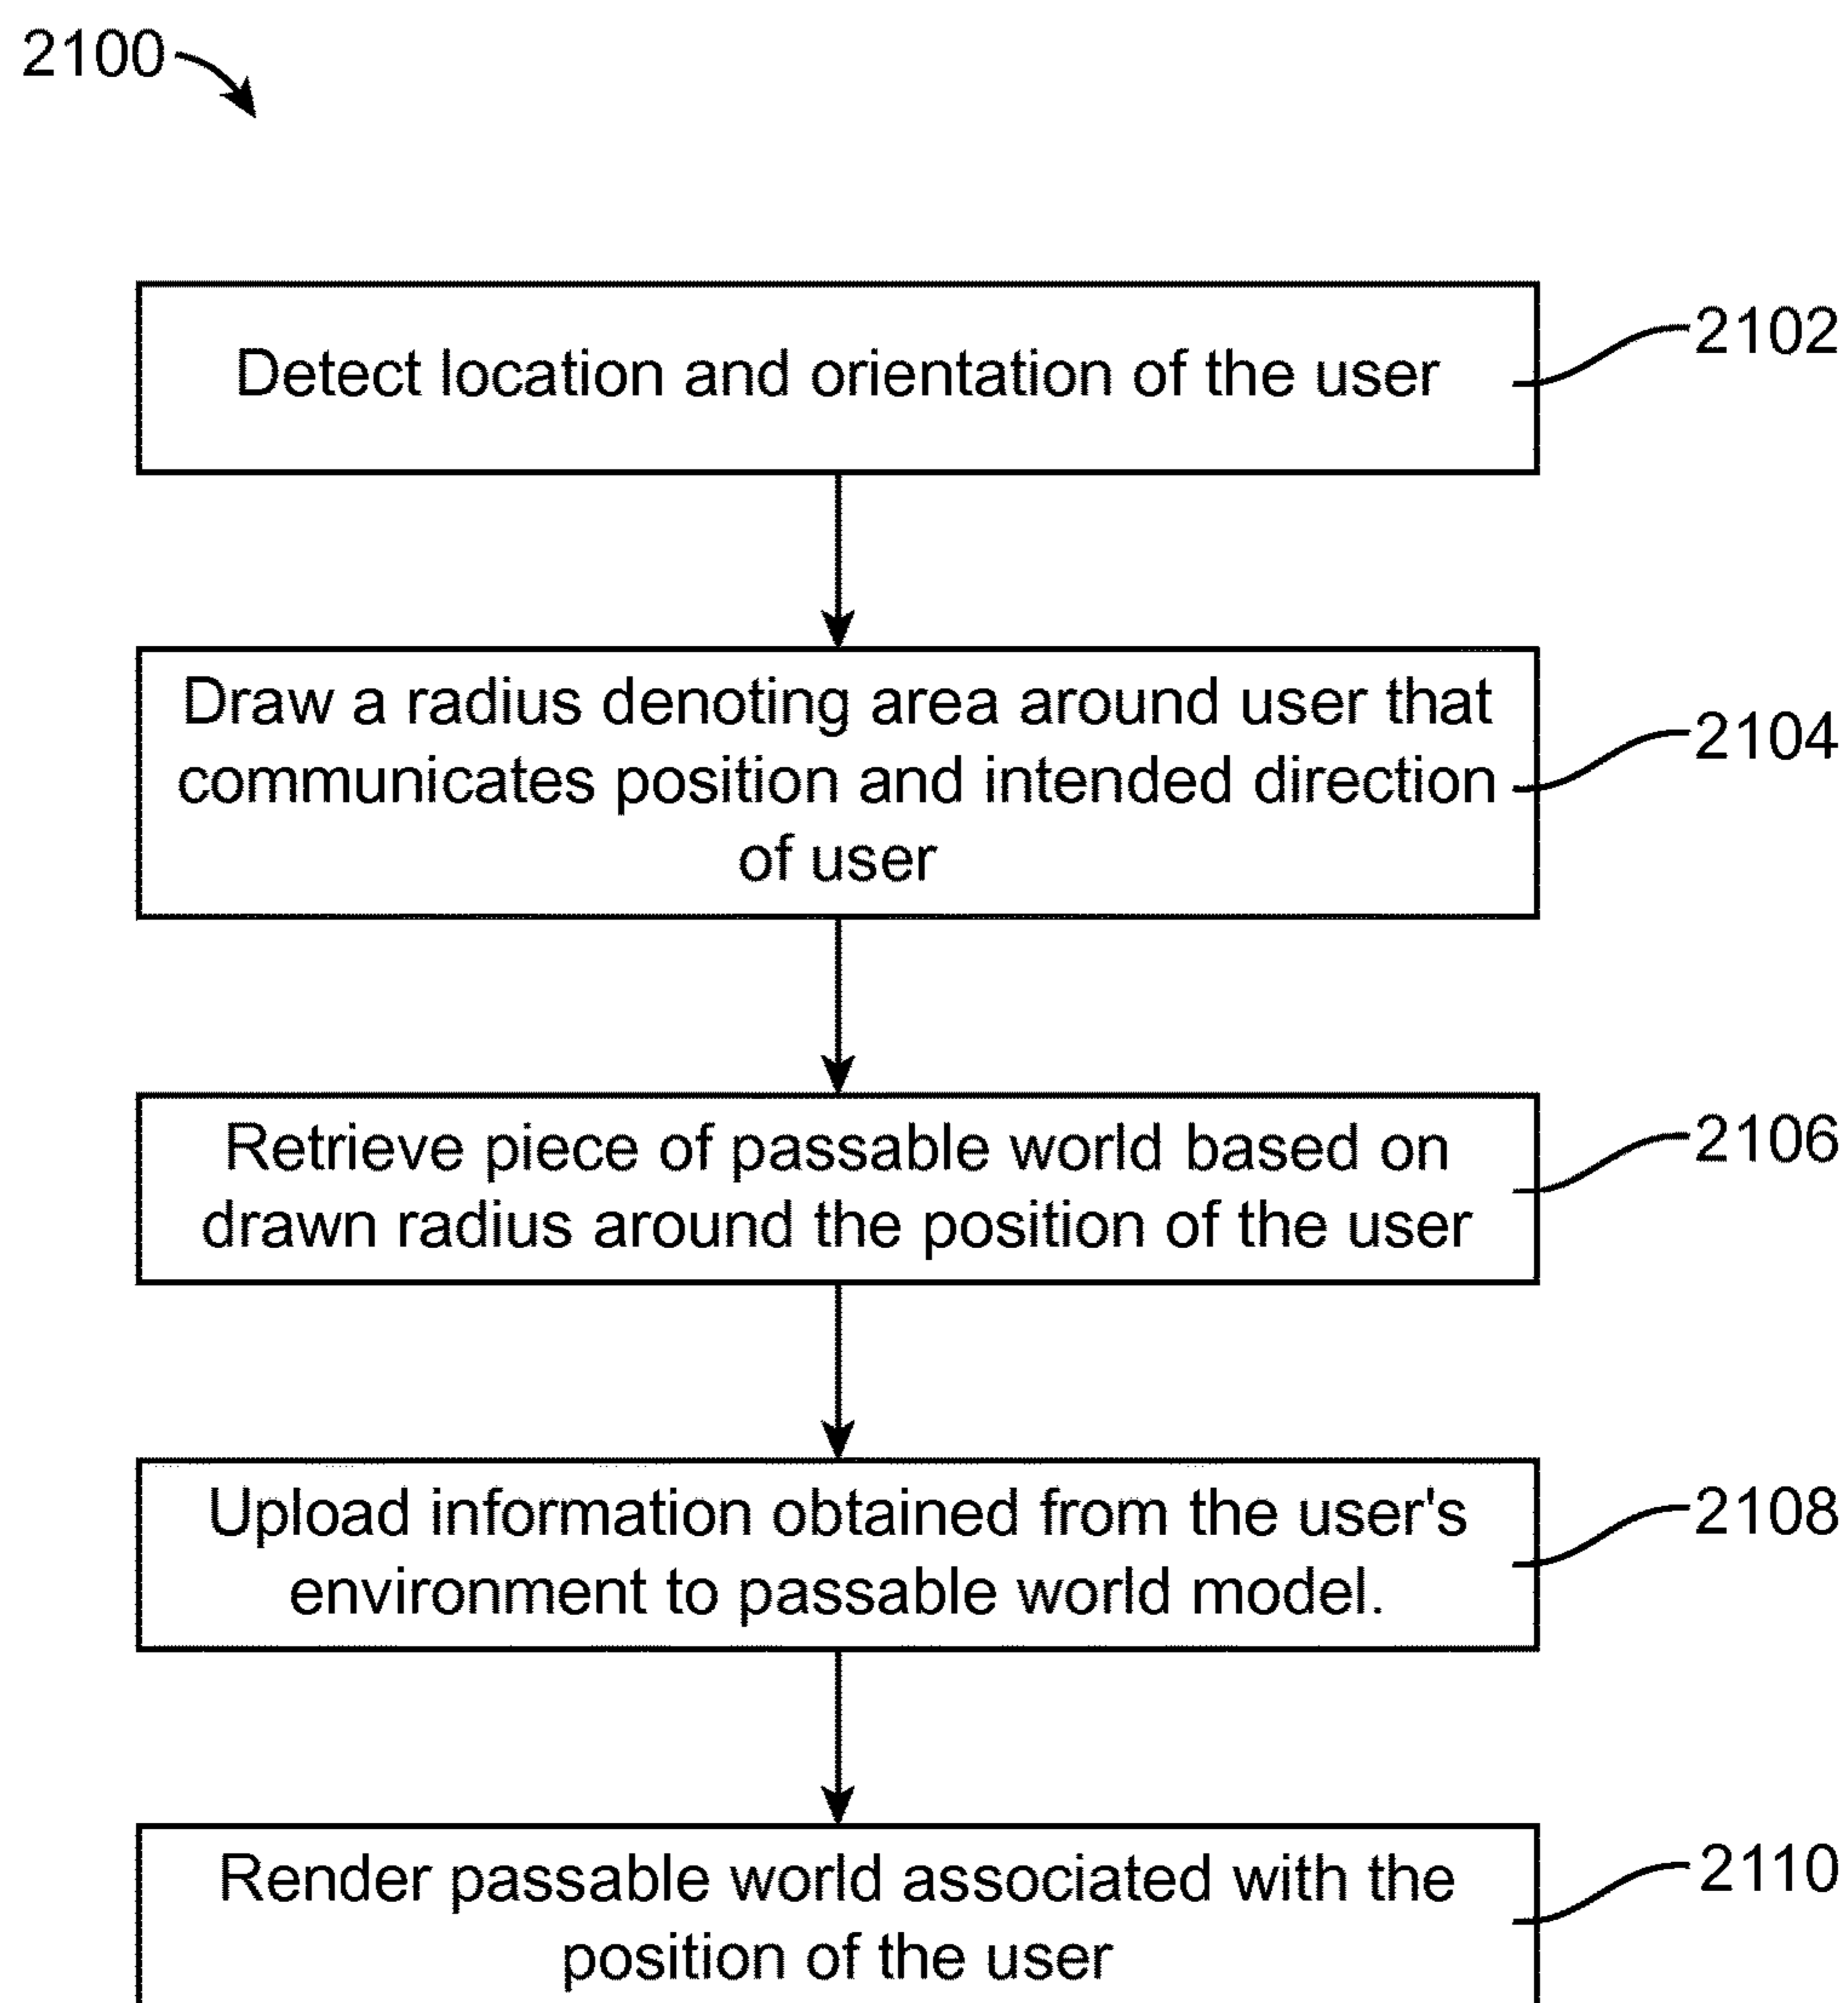 2100
Detect location and orientation of the user
2102
Draw a radius denoting area around user that
communicates position and intended direction
of user
2104
Retrieve piece of passable world based on
drawn radius around the position of the user
2106
Upload information obtained from the user's
environment to passable world model.
2108
Render passable world associated with the
position of the user
2110